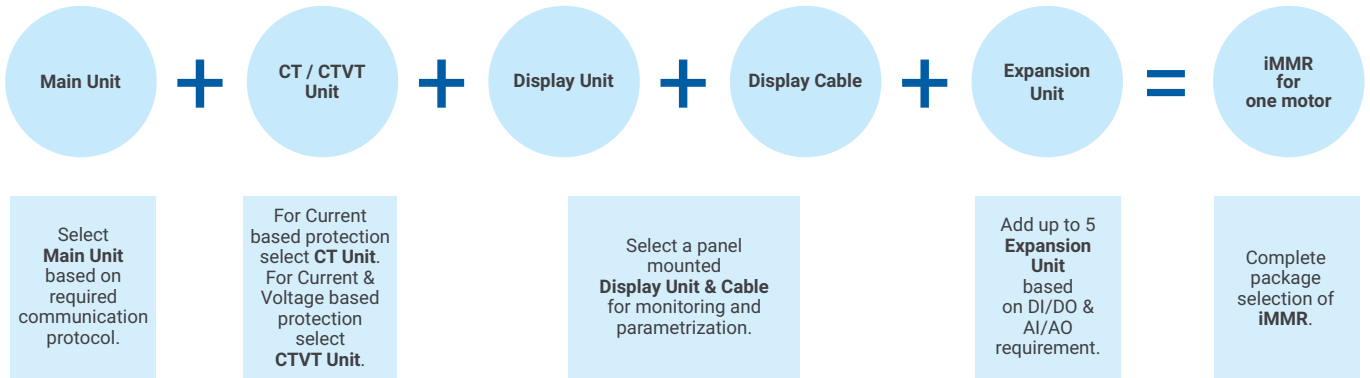 Main Unit
+
CT / CTVT
Unit
+
Display Unit
+
Display Cable
+
Expansion
Unit
=
iMMR
for
one motor
Select
Main Unit
based on
required
communication
protocol.
For Current
based protection
select CT Unit.
For Current &
Voltage based
protection
select
CTVT Unit.
Select a panel
mounted
Display Unit & Cable
for monitoring and
parametrization.
Add up to 5
Expansion
Unit
based
on DI/DO &
AI/AO
requirement.
Complete
package
selection of
iMMR.